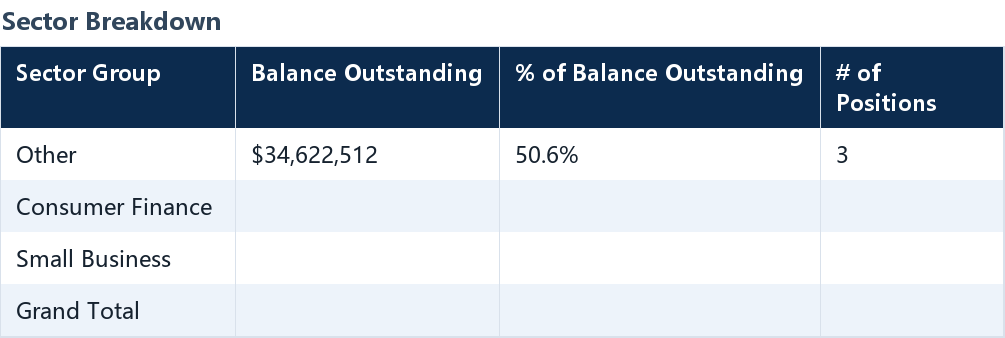 Sector Breakdown
Sector Group Balance Outstanding % of Balance Outstanding # of Positions
Other $34,622,512 50.6% 3
Consumer Finance
Small Business
Grand Total